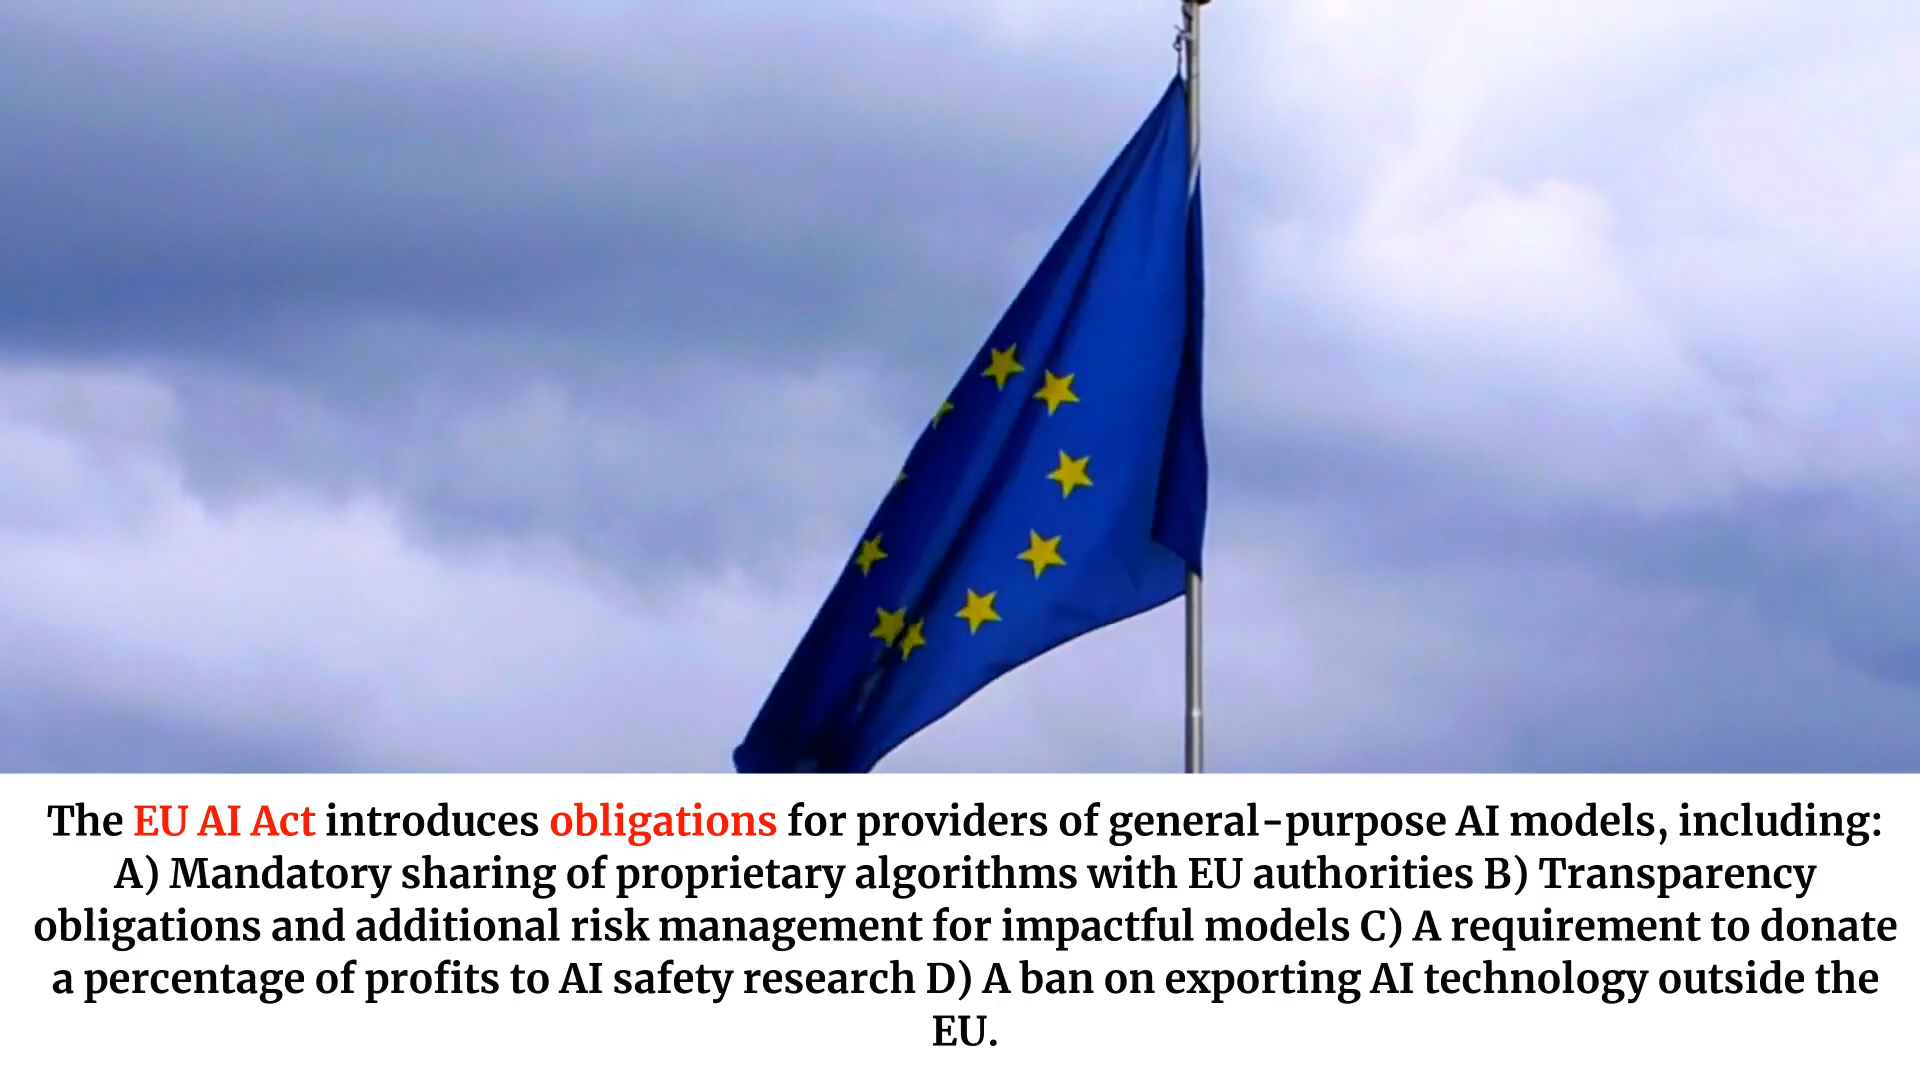 The EU AI Act introduces obligations for providers of general-purpose AI models, including:
A) Mandatory sharing of proprietary algorithms with EU authorities B) Transparency
obligations and additional risk management for impactful models C) A requirement to donate
a percentage of profits to AI safety research D) A ban on exporting AI technology outside the
EU.